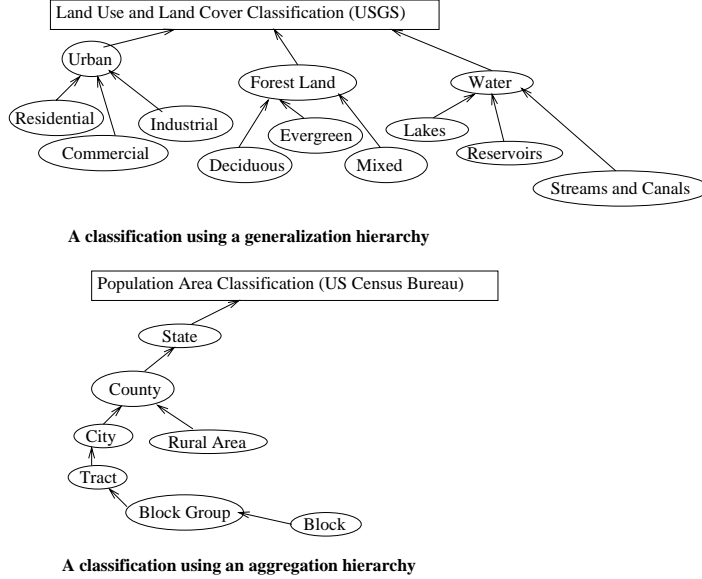 Land Use and Land Cover Classification (USGS)
Urban
Forest Land
Water
Residential
Industrial
Commercial
Evergreen
Deciduous
Mixed
Lakes
Reservoirs
Streams and Canals
A classification using a generalization hierarchy
Population Area Classification (US Census Bureau)
State
County
City
Rural Area
Tract
Block Group
Block
A classification using an aggregation hierarchy